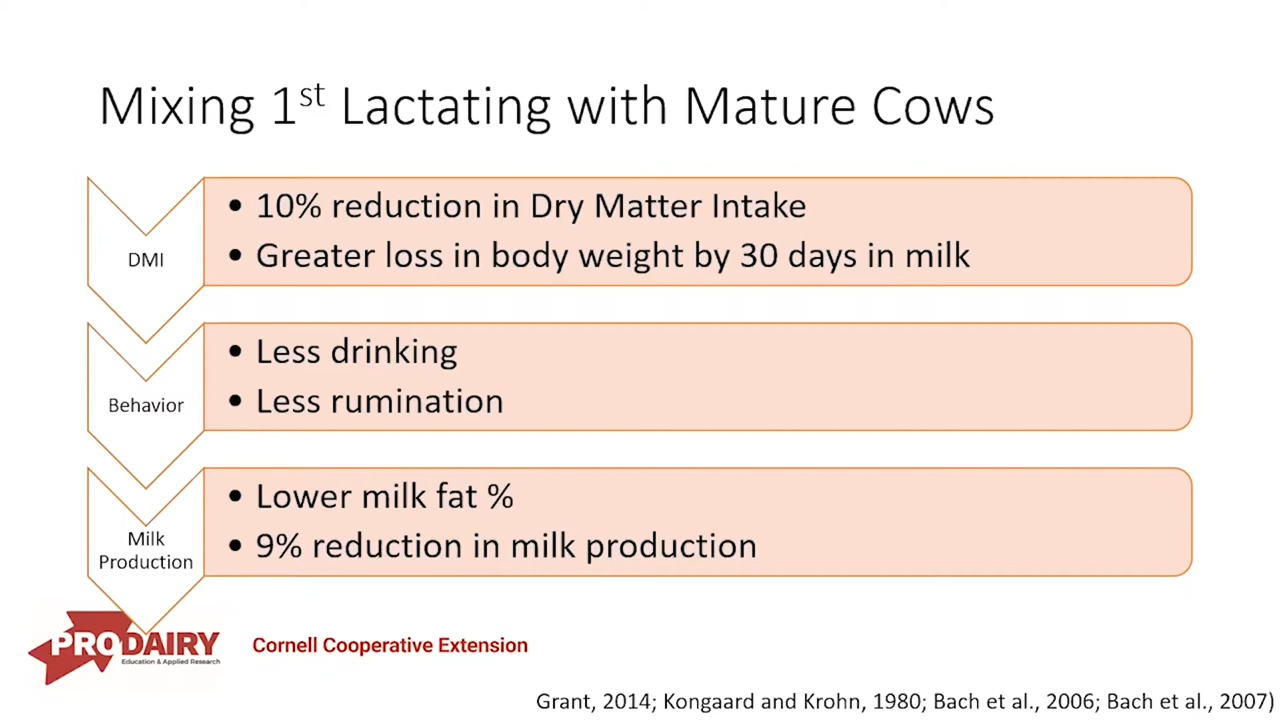 Mixing 1st Lactating with Mature Cows
DMI
• 10% reduction in Dry Matter Intake
• Greater loss in body weight by 30 days in milk
Behavior
• Less drinking
• Less rumination
Milk
Production
• Lower milk fat %
• 9% reduction in milk production
PRODAIRY
Education & Applied Research
Cornell Cooperative Extension
Grant, 2014; Kongaard and Krohn, 1980; Bach et al., 2006; Bach et al., 2007)